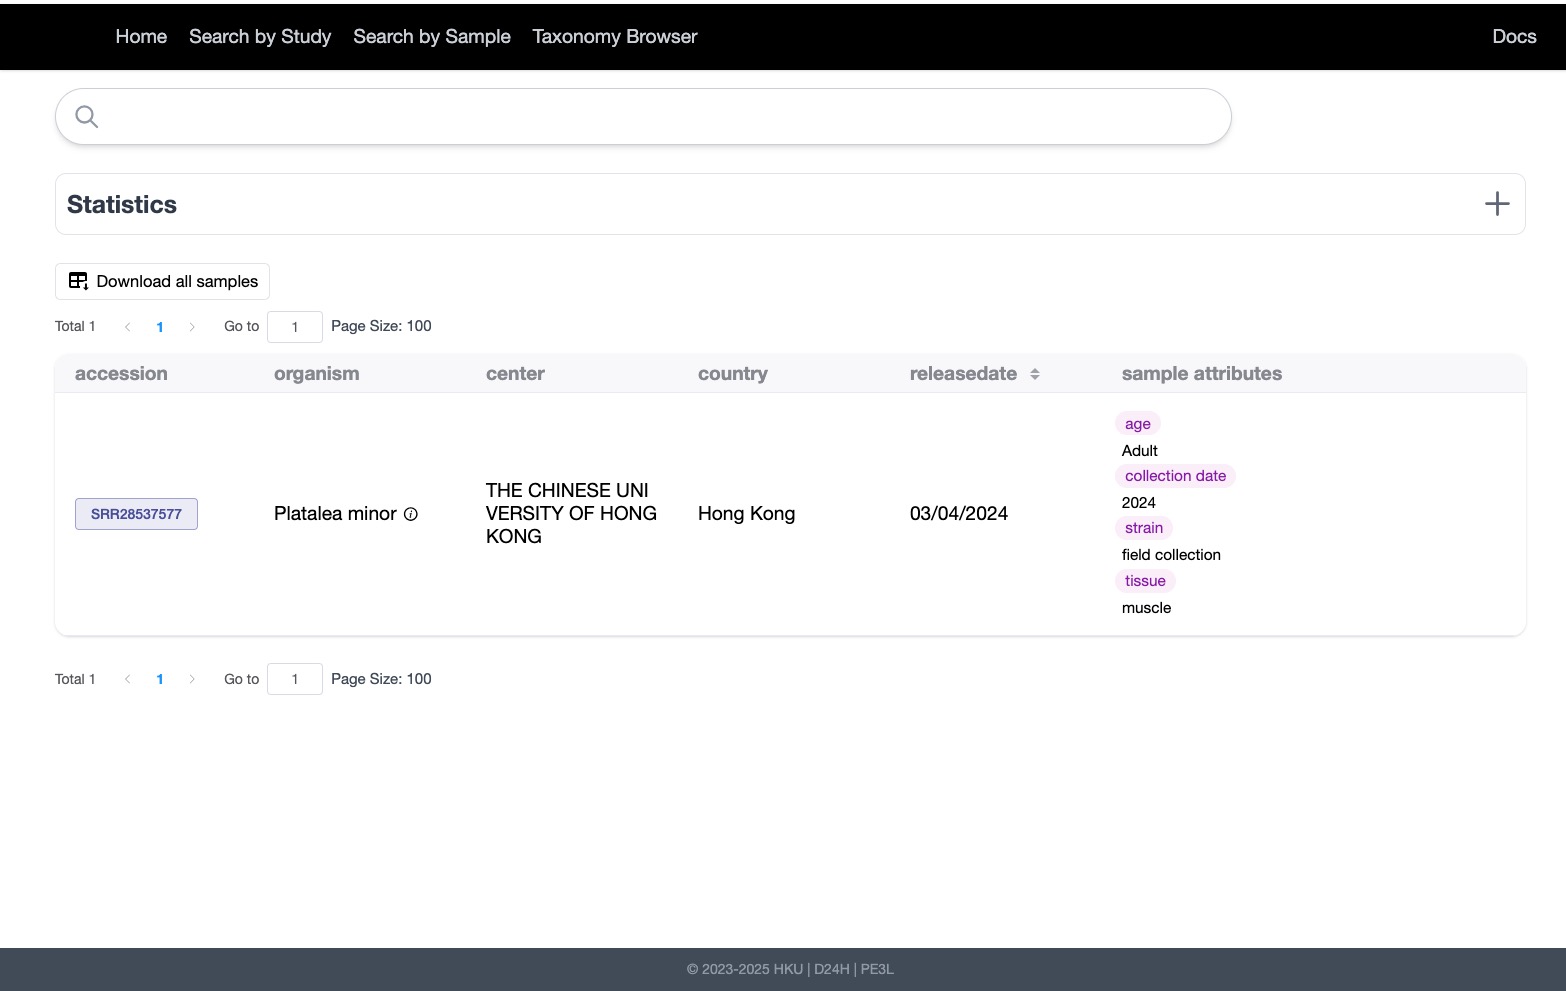 Home Search by Study Search by Sample Taxonomy Browser Docs
Statistics
Download all samples
Total 1 1 Go to 1 Page Size: 100
accession organism center country releasedate sample attributes
age
Adult
collection date
2024
strain
field collection
tissue
muscle
SRR28537577 Platalea minor THE CHINESE UNI
VERSITY OF HONG
KONG
Hong Kong 03/04/2024
Total 1 1 Go to 1 Page Size: 100
© 2023-2025 HKU | D24H | PE3L